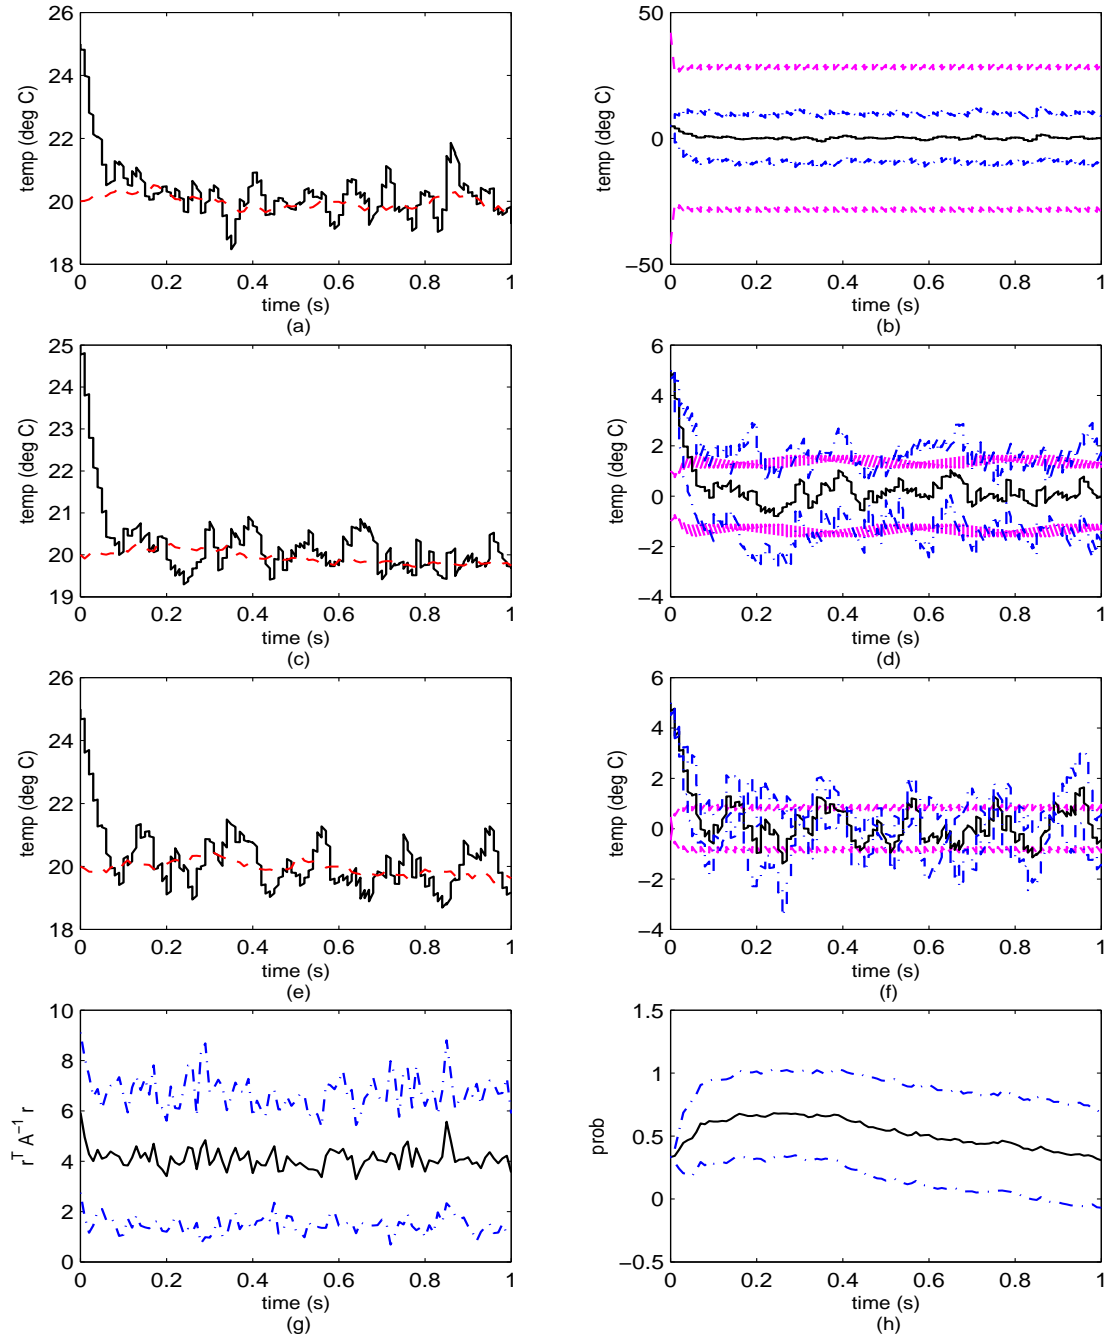 26
24
22
20
18
temp (deg C)
0 0.2 0.4 0.6 0.8 1
time (s)
(a)
50
0
−50
temp (deg C)
0 0.2 0.4 0.6 0.8 1
time (s)
(b)
25
24
23
22
21
20
19
temp (deg C)
0 0.2 0.4 0.6 0.8 1
time (s)
(c)
6
4
2
0
−2
−4
temp (deg C)
0 0.2 0.4 0.6 0.8 1
time (s)
(d)
26
24
22
20
18
temp (deg C)
0 0.2 0.4 0.6 0.8 1
time (s)
(e)
6
4
2
0
−2
−4
temp (deg C)
0 0.2 0.4 0.6 0.8 1
time (s)
(f)
10
8
6
4
2
0
r^T A^−1 r
0 0.2 0.4 0.6 0.8 1
time (s)
(g)
1.5
1
0.5
0
−0.5
prob
0 0.2 0.4 0.6 0.8 1
time (s)
(h)